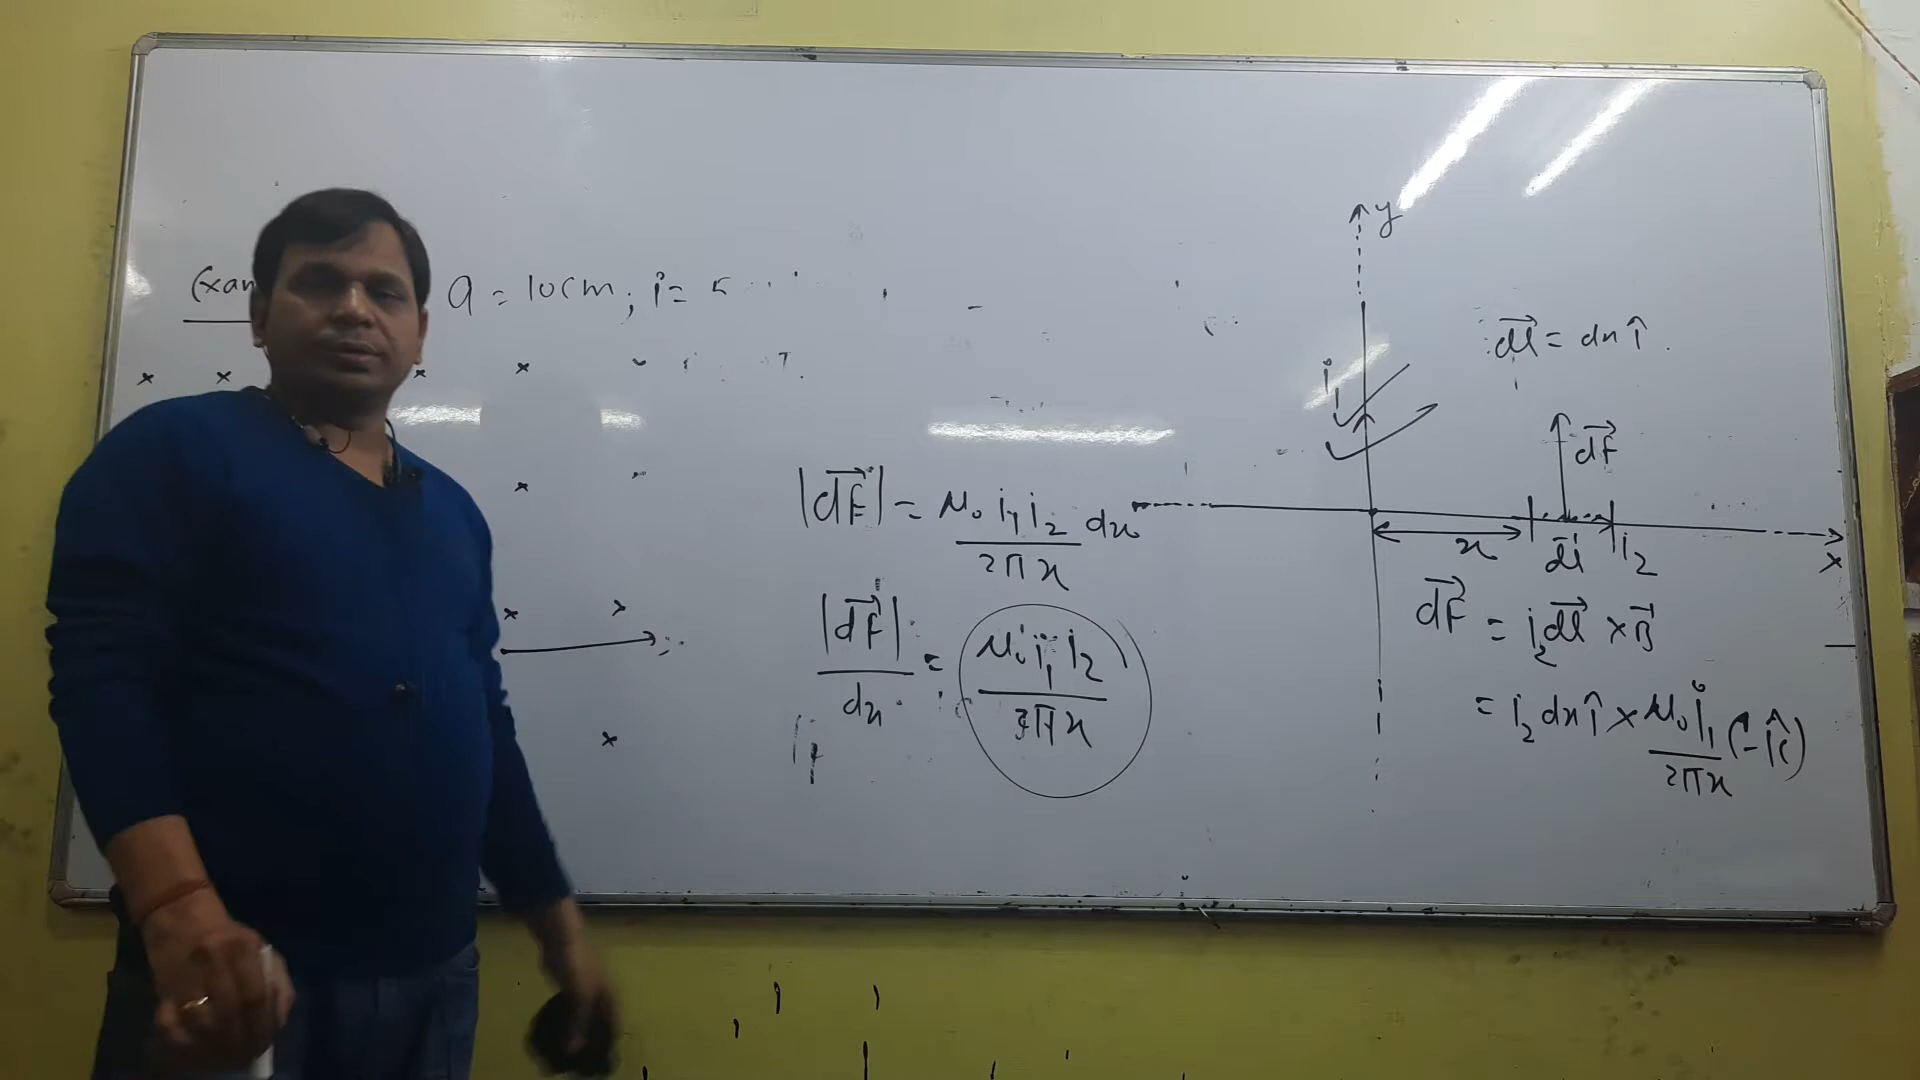 a = 10cm ; i = 5
× × × ×
×
× ×
×
|dF⃗| = μ₀ i₁ i₂ / 2πx dx
|dF⃗| / dx = μ₀ i₁ i₂ / 2πx
y
i₁
dl⃗ = dx î
dF⃗
x
dl⃗ i₂
x
dF⃗ = i₂ dl⃗ × B⃗
= i₂ dx î × μ₀ i₁ / 2πx (-k̂)